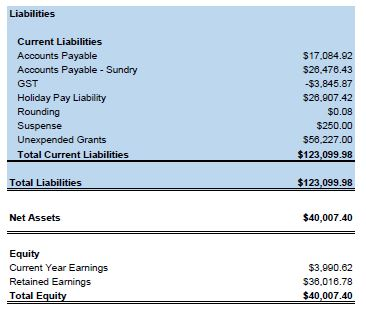 Liabilities
Current Liabilities
Accounts Payable $17,084.92
Accounts Payable - Sundry $26,476.43
GST -$3,845.87
Holiday Pay Liability $26,907.42
Rounding $0.08
Suspense $250.00
Unexpended Grants $56,227.00
Total Current Liabilities $123,099.98
Total Liabilities $123,099.98
Net Assets $40,007.40
Equity
Current Year Earnings $3,990.62
Retained Earnings $36,016.78
Total Equity $40,007.40